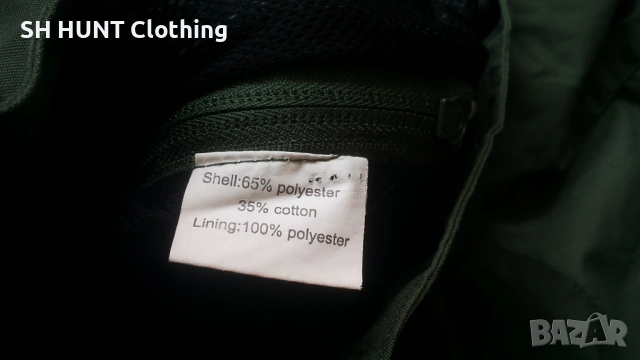 SH HUNT Clothing
Shell:65% polyester
35% cotton
Lining:100% polyester
BAZAR